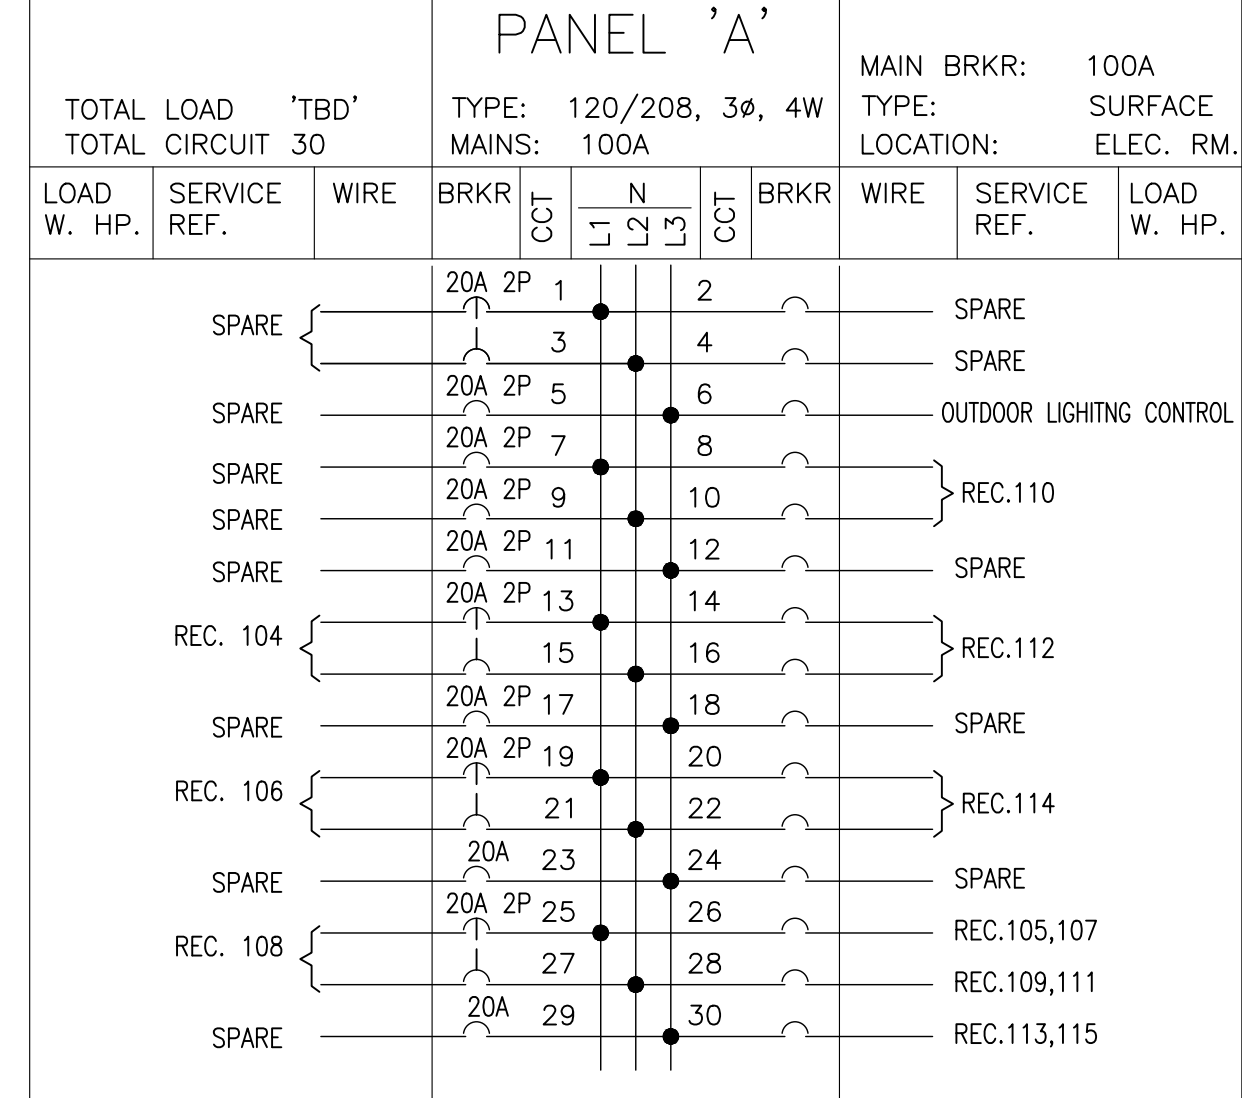 PANEL 'A'
TOTAL LOAD 'TBD'
TOTAL CIRCUIT 30
TYPE: 120/208, 3ø, 4W
MAINS: 100A
MAIN BRKR: 100A
TYPE: SURFACE
LOCATION: ELEC. RM.
LOAD W. HP. SERVICE REF. WIRE BRKR CCT N L1 L2 L3 CCT BRKR WIRE SERVICE REF. LOAD W. HP.
20A 2P 1 2 SPARE
SPARE
3 4 SPARE
SPARE 20A 2P 5 6 OUTDOOR LIGHITNG CONTROL
SPARE 20A 2P 7 8
REC.110
SPARE 20A 2P 9 10
SPARE 20A 2P 11 12 SPARE
20A 2P 13 14
REC. 104 REC.112
15 16
SPARE 20A 2P 17 18 SPARE
20A 2P 19 20
REC. 106 REC.114
21 22
SPARE 20A 23 24 SPARE
20A 2P 25 26 REC.105,107
REC. 108
27 28 REC.109,111
SPARE 20A 29 30 REC.113,115